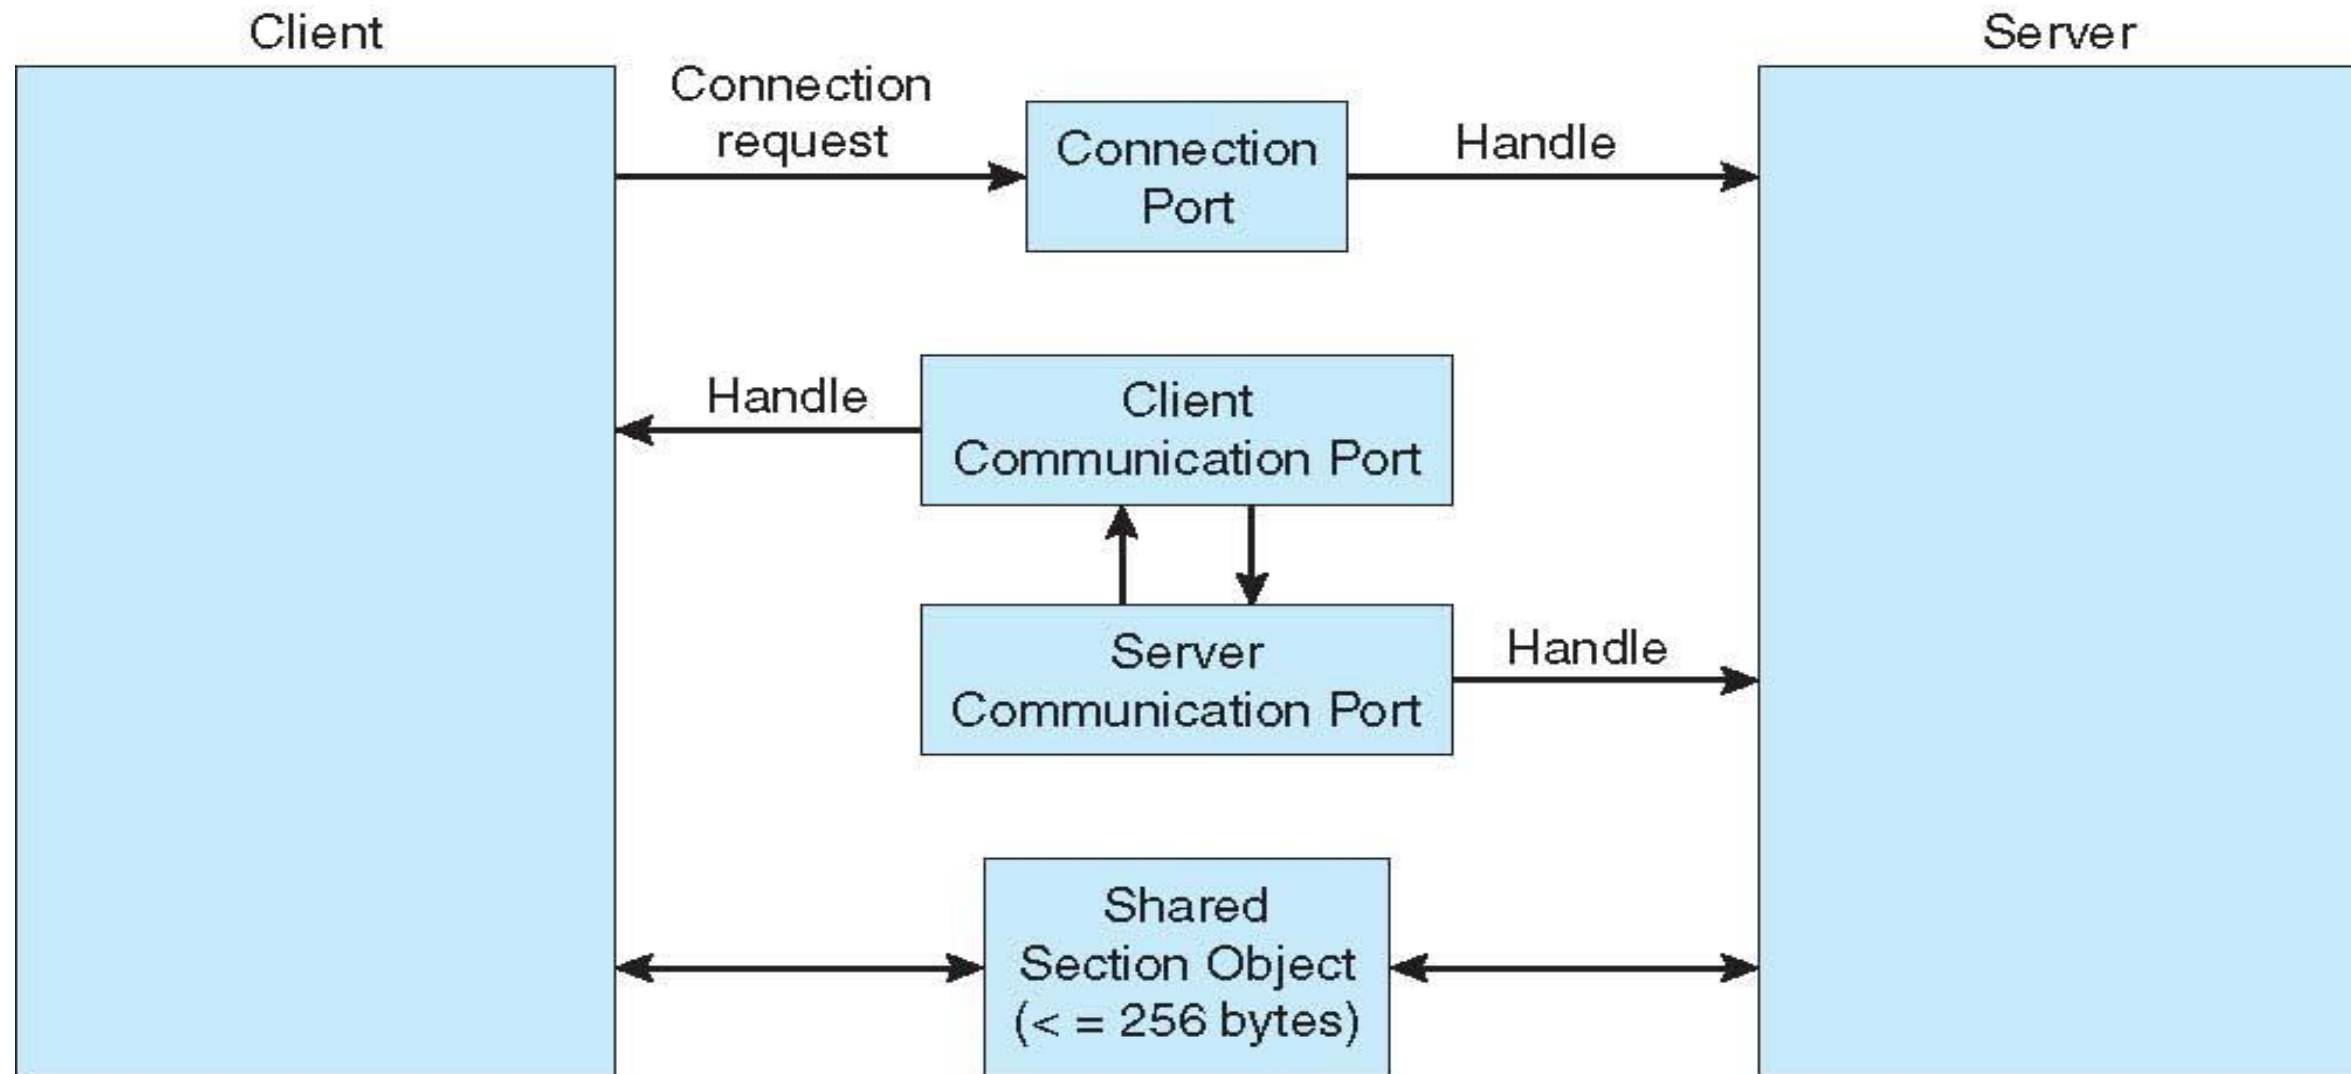 Client
Server
Connection
request
Connection
Port
Handle
Handle
Client
Communication Port
Server
Communication Port
Handle
Shared
Section Object
(< = 256 bytes)